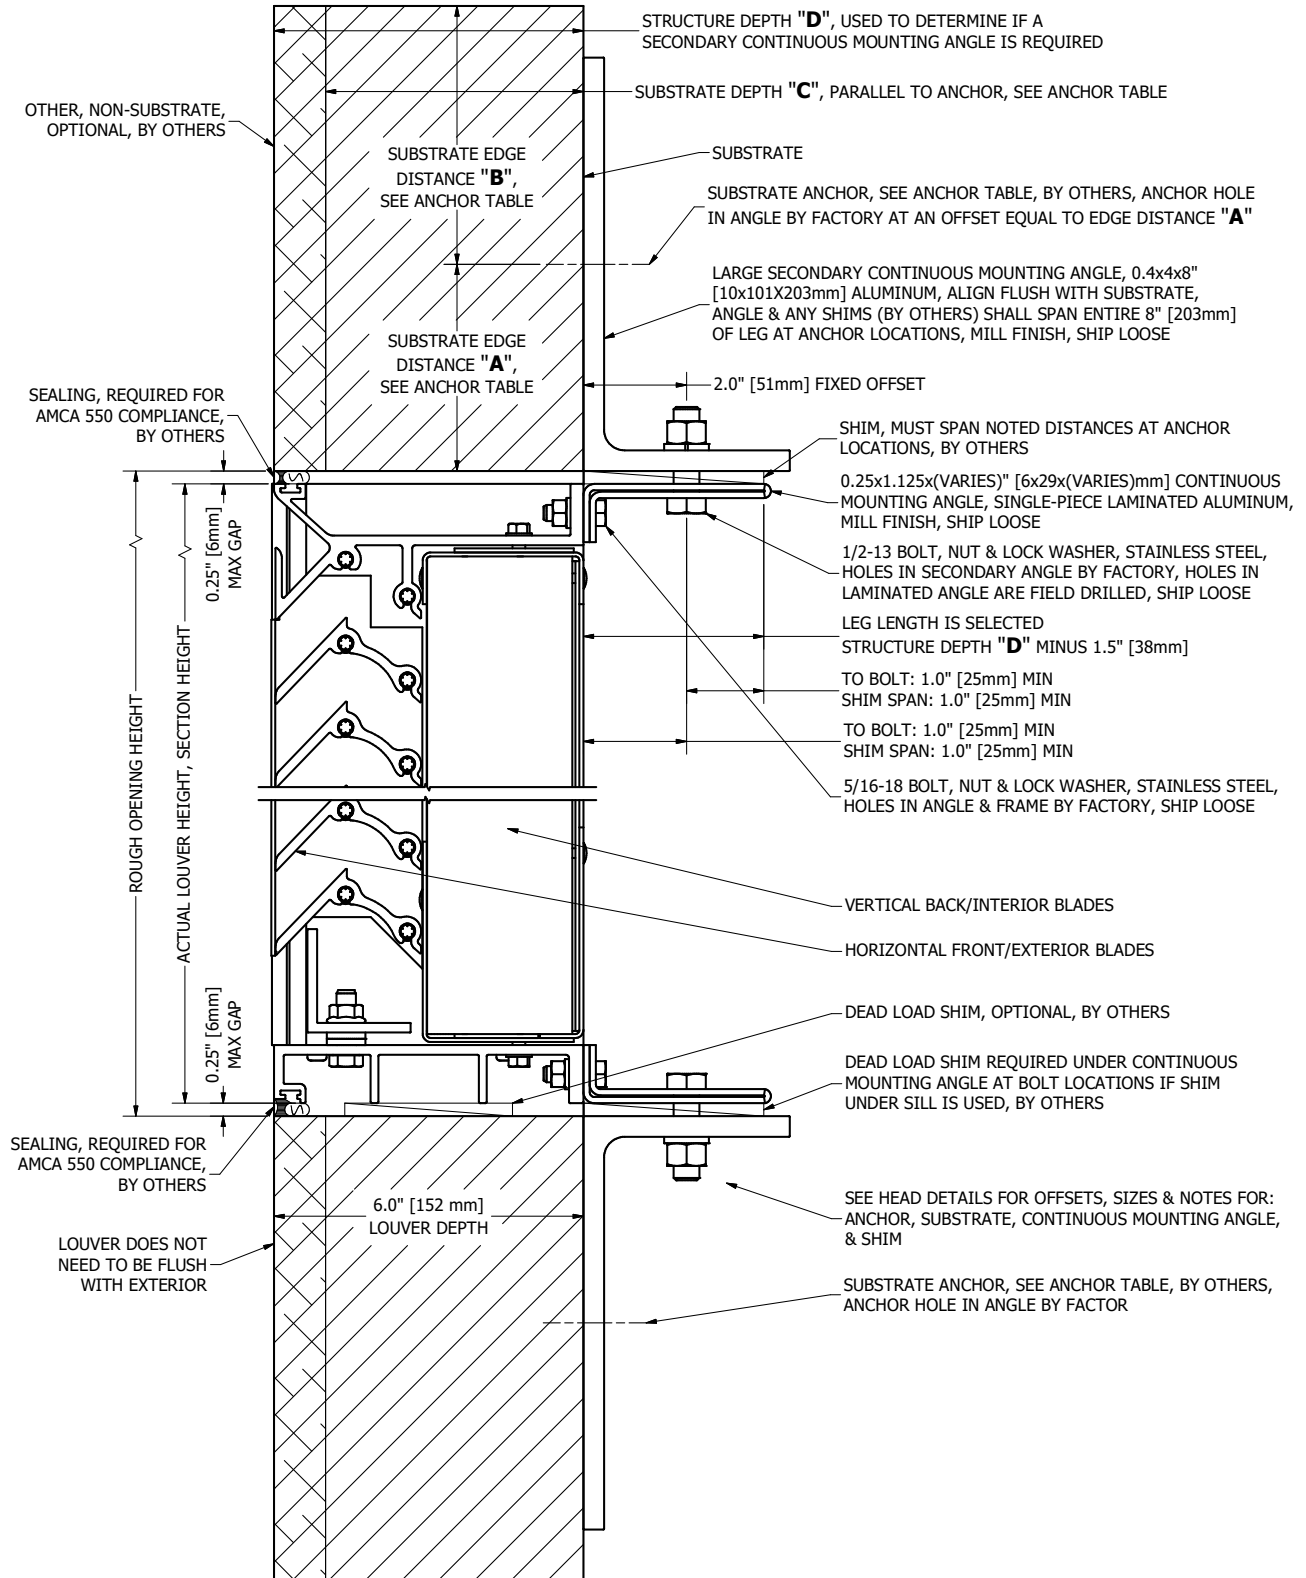 STRUCTURE DEPTH "D", USED TO DETERMINE IF A
SECONDARY CONTINUOUS MOUNTING ANGLE IS REQUIRED
SUBSTRATE DEPTH "C", PARALLEL TO ANCHOR, SEE ANCHOR TABLE
OTHER, NON-SUBSTRATE,
OPTIONAL, BY OTHERS
SUBSTRATE EDGE
DISTANCE "B",
SEE ANCHOR TABLE
SUBSTRATE
SUBSTRATE ANCHOR, SEE ANCHOR TABLE, BY OTHERS, ANCHOR HOLE
IN ANGLE BY FACTORY AT AN OFFSET EQUAL TO EDGE DISTANCE "A"
LARGE SECONDARY CONTINUOUS MOUNTING ANGLE, 0.4x4x8"
[10x101X203mm] ALUMINUM, ALIGN FLUSH WITH SUBSTRATE,
ANGLE & ANY SHIMS (BY OTHERS) SHALL SPAN ENTIRE 8" [203mm]
OF LEG AT ANCHOR LOCATIONS, MILL FINISH, SHIP LOOSE
SUBSTRATE EDGE
DISTANCE "A",
SEE ANCHOR TABLE
2.0" [51mm] FIXED OFFSET
SEALING, REQUIRED FOR
AMCA 550 COMPLIANCE,
BY OTHERS
SHIM, MUST SPAN NOTED DISTANCES AT ANCHOR
LOCATIONS, BY OTHERS
0.25x1.125x(VARIES)" [6x29x(VARIES)mm] CONTINUOUS
MOUNTING ANGLE, SINGLE-PIECE LAMINATED ALUMINUM,
MILL FINISH, SHIP LOOSE
0.25" [6mm]
MAX GAP
1/2-13 BOLT, NUT & LOCK WASHER, STAINLESS STEEL,
HOLES IN SECONDARY ANGLE BY FACTORY, HOLES IN
LAMINATED ANGLE ARE FIELD DRILLED, SHIP LOOSE
LEG LENGTH IS SELECTED
STRUCTURE DEPTH "D" MINUS 1.5" [38mm]
TO BOLT: 1.0" [25mm] MIN
SHIM SPAN: 1.0" [25mm] MIN
TO BOLT: 1.0" [25mm] MIN
SHIM SPAN: 1.0" [25mm] MIN
ROUGH OPENING HEIGHT
ACTUAL LOUVER HEIGHT, SECTION HEIGHT
5/16-18 BOLT, NUT & LOCK WASHER, STAINLESS STEEL,
HOLES IN ANGLE & FRAME BY FACTORY, SHIP LOOSE
VERTICAL BACK/INTERIOR BLADES
HORIZONTAL FRONT/EXTERIOR BLADES
0.25" [6mm]
MAX GAP
DEAD LOAD SHIM, OPTIONAL, BY OTHERS
DEAD LOAD SHIM REQUIRED UNDER CONTINUOUS
MOUNTING ANGLE AT BOLT LOCATIONS IF SHIM
UNDER SILL IS USED, BY OTHERS
SEALING, REQUIRED FOR
AMCA 550 COMPLIANCE,
BY OTHERS
6.0" [152 mm]
LOUVER DEPTH
SEE HEAD DETAILS FOR OFFSETS, SIZES & NOTES FOR:
ANCHOR, SUBSTRATE, CONTINUOUS MOUNTING ANGLE,
& SHIM
LOUVER DOES NOT
NEED TO BE FLUSH
WITH EXTERIOR
SUBSTRATE ANCHOR, SEE ANCHOR TABLE, BY OTHERS,
ANCHOR HOLE IN ANGLE BY FACTOR